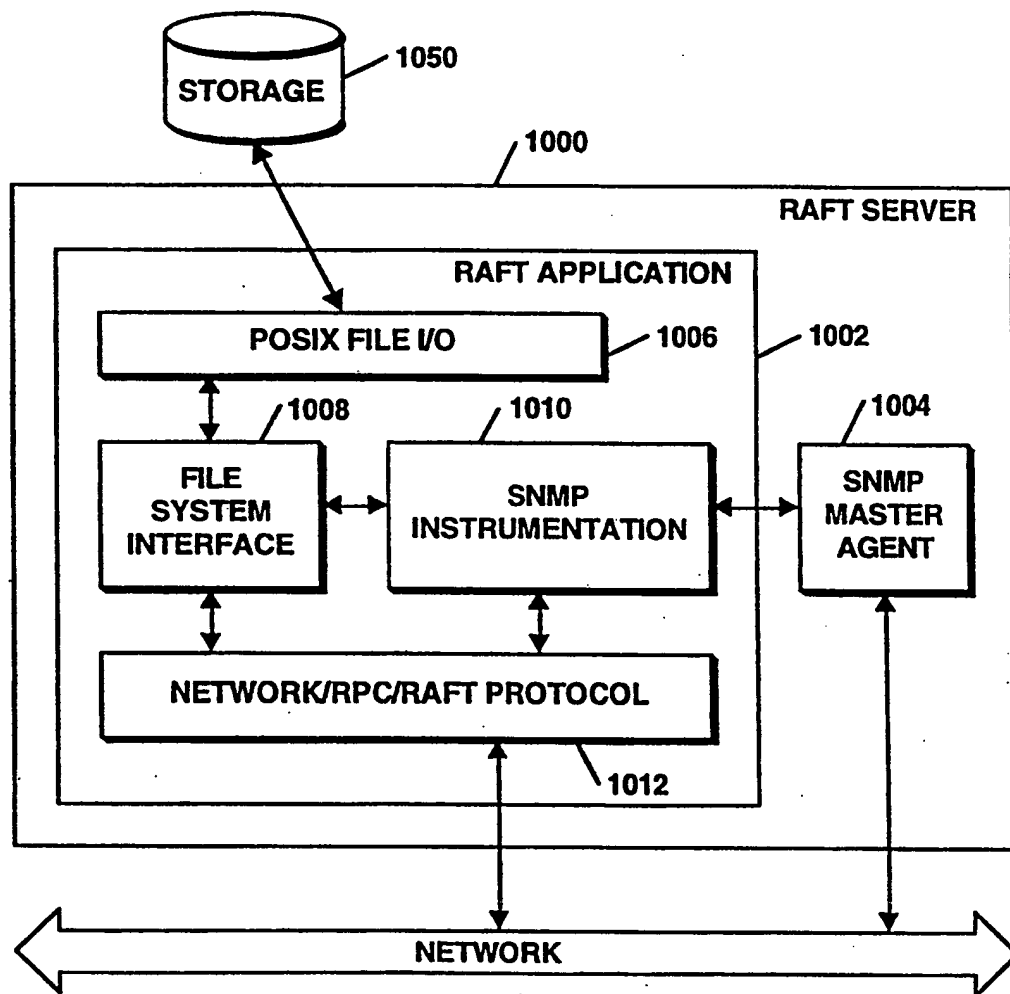 STORAGE
1050
1000
RAFT SERVER
RAFT APPLICATION
POSIX FILE I/O
1006
1002
1008
1010
1004
FILE
SYSTEM
INTERFACE
SNMP
INSTRUMENTATION
SNMP
MASTER
AGENT
NETWORK/RPC/RAFT PROTOCOL
1012
NETWORK